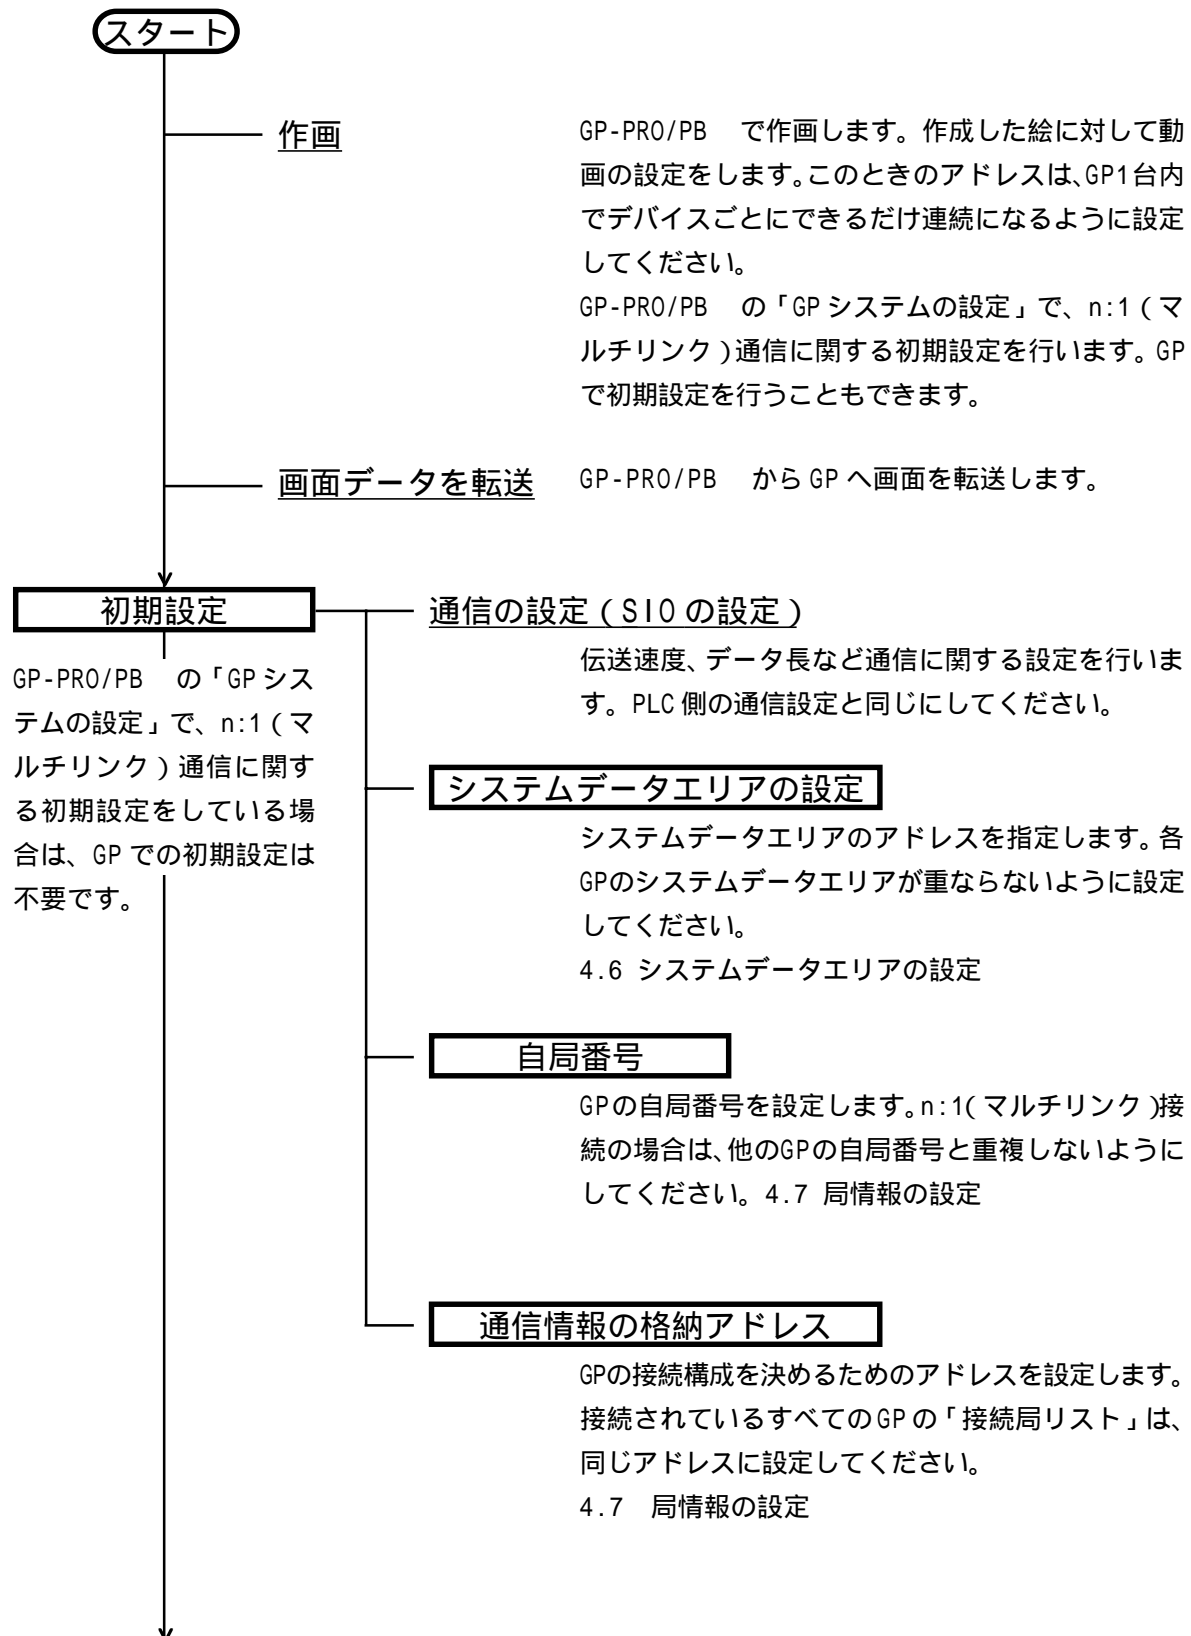 スタート
作画
GP-PRO/PB　で作画します。作成した絵に対して動
画の設定をします。このときのアドレスは、GP1台内
でデバイスごとにできるだけ連続になるように設定
してください。
GP-PRO/PB　の「GPシステムの設定」で、n:1(マ
ルチリンク)通信に関する初期設定を行います。GP
で初期設定を行うこともできます。
画面データを転送
GP-PRO/PB　からGPへ画面を転送します。
初期設定
GP-PRO/PB　の「GPシス
テムの設定」で、n:1(マ
ルチリンク)通信に関す
る初期設定をしている場
合は、GPでの初期設定は
不要です。
通信の設定(SIOの設定)
伝送速度、データ長など通信に関する設定を行いま
す。PLC側の通信設定と同じにしてください。
システムデータエリアの設定
システムデータエリアのアドレスを指定します。各
GPのシステムデータエリアが重ならないように設定
してください。
4.6 システムデータエリアの設定
自局番号
GPの自局番号を設定します。n:1(マルチリンク)接
続の場合は、他のGPの自局番号と重複しないように
してください。4.7 局情報の設定
通信情報の格納アドレス
GPの接続構成を決めるためのアドレスを設定します。
接続されているすべてのGPの「接続局リスト」は、
同じアドレスに設定してください。
4.7　局情報の設定